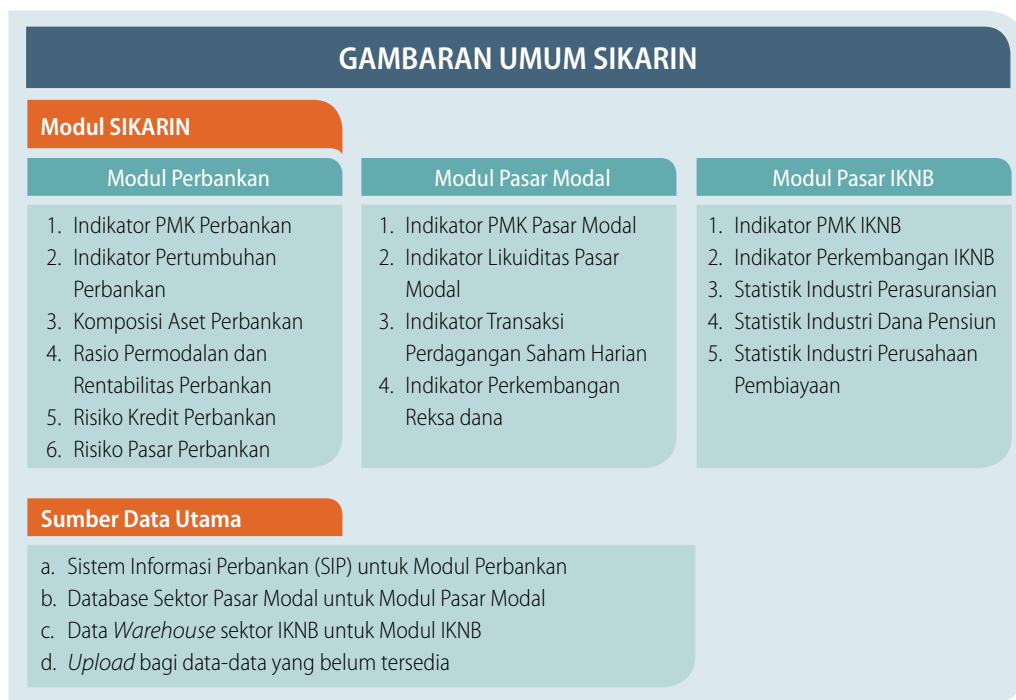 GAMBARAN UMUM SIKARIN
Modul SIKARIN
Modul Perbankan
1. Indikator PMK Perbankan
2. Indikator Pertumbuhan
Perbankan
3. Komposisi Aset Perbankan
4. Rasio Permodalan dan
Rentabilitas Perbankan
5. Risiko Kredit Perbankan
6. Risiko Pasar Perbankan
Modul Pasar Modal
1. Indikator PMK Pasar Modal
2. Indikator Likuiditas Pasar
Modal
3. Indikator Transaksi
Perdagangan Saham Harian
4. Indikator Perkembangan
Reksa dana
Modul Pasar IKNB
1. Indikator PMK IKNB
2. Indikator Perkembangan IKNB
3. Statistik Industri Perasuransian
4. Statistik Industri Dana Pensiun
5. Statistik Industri Perusahaan
Pembiayaan
Sumber Data Utama
a. Sistem Informasi Perbankan (SIP) untuk Modul Perbankan
b. Database Sektor Pasar Modal untuk Modul Pasar Modal
c. Data Warehouse sektor IKNB untuk Modul IKNB
d. Upload bagi data-data yang belum tersedia